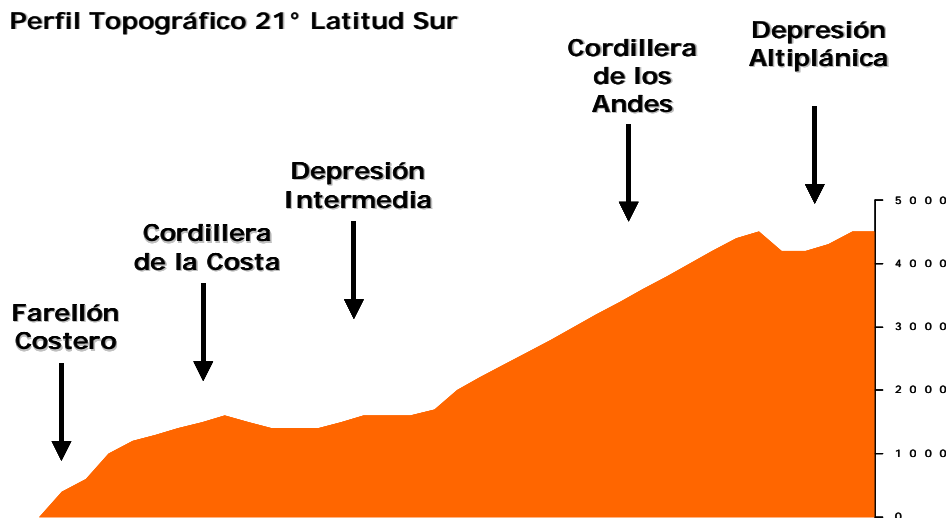 Perfil Topográfico 21° Latitud Sur
Depresión
Altiplánica
Cordillera
de los
Andes
Depresión
Intermedia
Cordillera
de la Costa
Farellón
Costero
5000
4000
3000
2000
1000
0